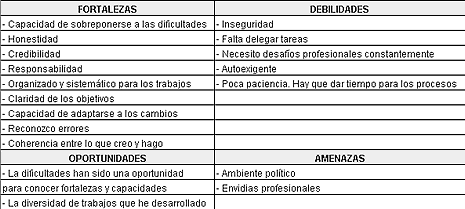 FORTALEZAS
- Capacidad de sobreponerse a las dificultades
- Honestidad
- Credibilidad
- Responsabilidad
- Organizado y sistemático para los trabajos
- Claridad de los objetivos
- Capacidad de adaptarse a los cambios
- Reconozco errores
- Coherencia entre lo que creo y hago
DEBILIDADES
- Inseguridad
- Falta delegar tareas
- Necesito desafíos profesionales constantemente
- Autoexigente
- Poca paciencia. Hay que dar tiempo para los procesos
OPORTUNIDADES
- La dificultades han sido una oportunidad
para conocer fortalezas y capacidades
- La diversidad de trabajos que he desarrollado
AMENAZAS
- Ambiente político
- Envidias profesionales